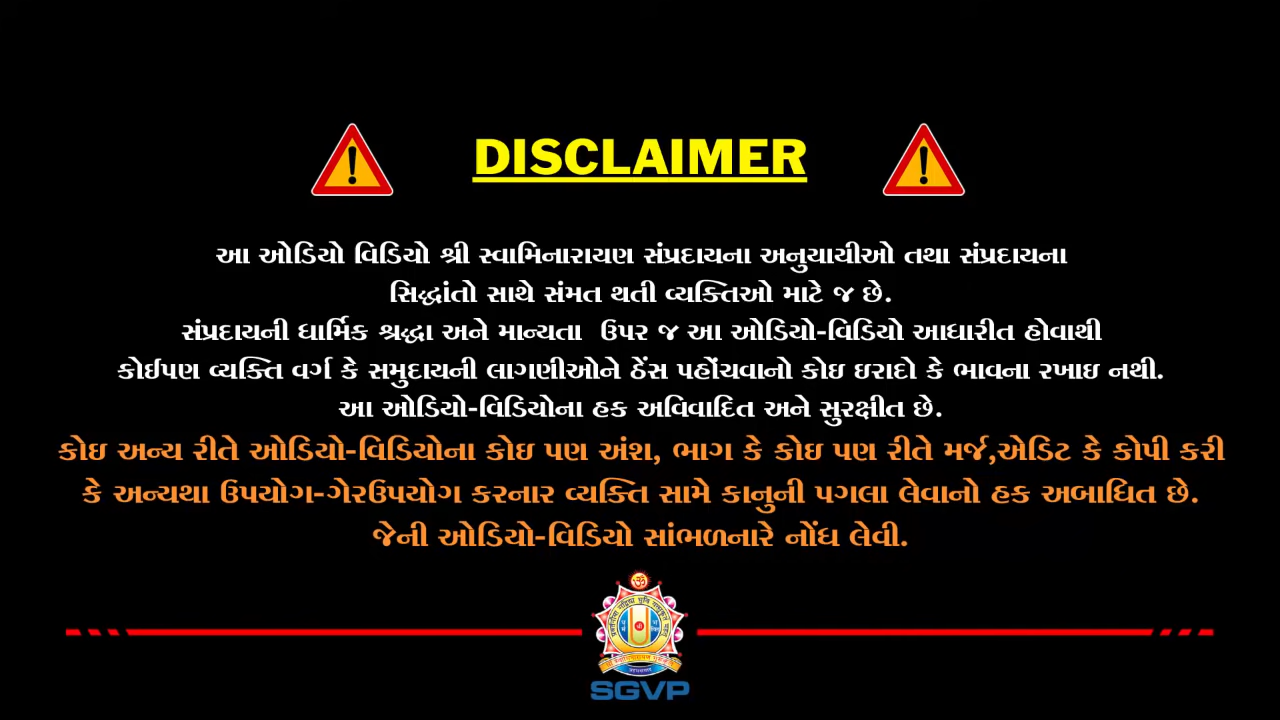 DISCLAIMER
આ ઓડિયો વિડિયો શ્રી સ્વામિનારાયણ સંપ્રદાયના અનુયાયીઓ તથા સંપ્રદાયના
સિદ્ધાંતો સાથે સંમત થતી વ્યક્તિઓ માટે જ છે.
સંપ્રદાયની ધાર્મિક શ્રદ્ધા અને માન્યતા ઉપર જ આ ઓડિયો-વિડિયો આધારીત હોવાથી
કોઈપણ વ્યક્તિ વર્ગ કે સમુદાયની લાગણીઓને ઠેંસ પહોંચવાનો કોઇ ઇરાદો કે ભાવના રખાઇ નથી.
આ ઓડિયો-વિડિયોના હક અવિવાદિત અને સુરક્ષીત છે.
કોઇ અન્ય રીતે ઓડિયો-વિડિયોના કોઇ પણ અંશ, ભાગ કે કોઇ પણ રીતે મર્જ,એડિટ કે કોપી કરી
કે અન્યથા ઉપયોગ-ગેરઉપયોગ કરનાર વ્યક્તિ સામે કાનુની પગલા લેવાનો હક અબાધિત છે.
જેની ઓડિયો-વિડિયો સાંભળનારે નોંધ લેવી.
SGVP